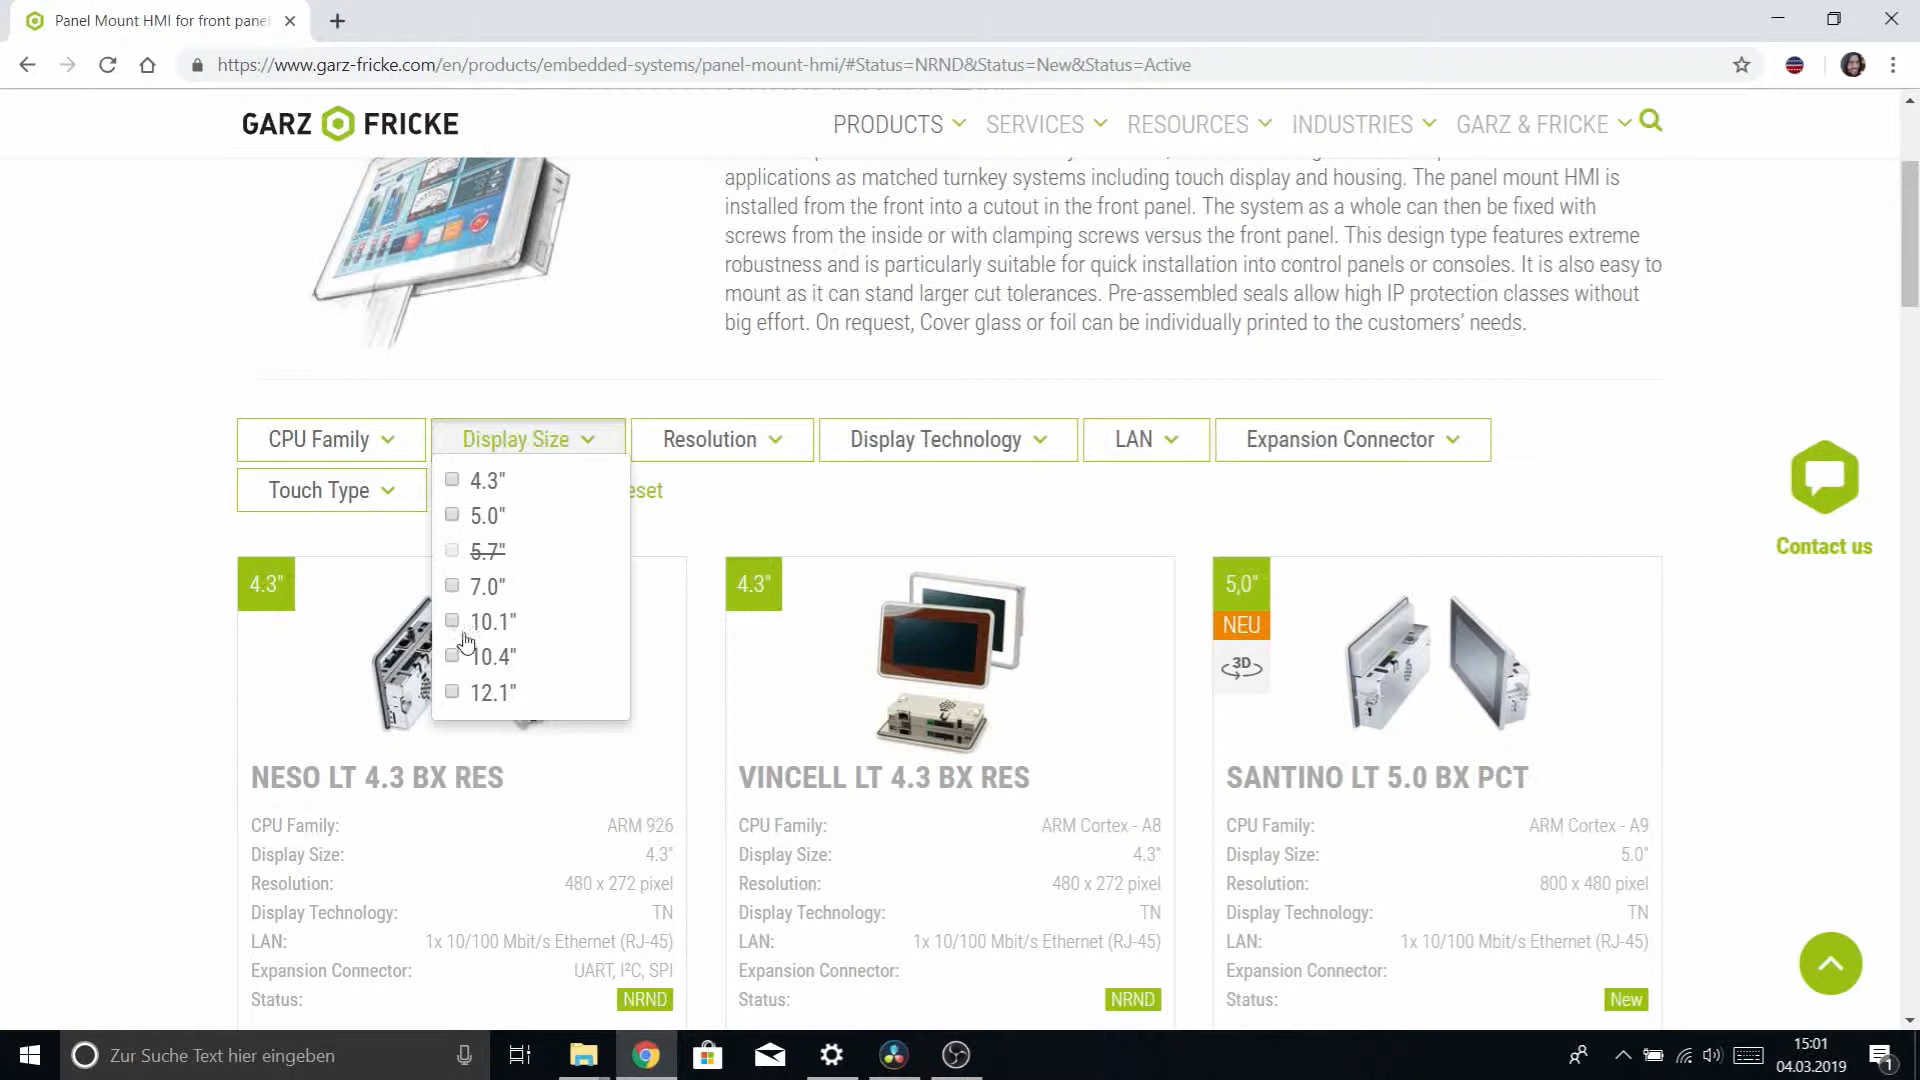 Panel Mount HMI for front pane
https://www.garz-fricke.com/en/products/embedded-systems/panel-mount-hmi/#Status=NRND&Status=New&Status=Active
GARZ FRICKE
PRODUCTS SERVICES RESOURCES INDUSTRIES GARZ & FRICKE
applications as matched turnkey systems including touch display and housing. The panel mount HMI is
installed from the front into a cutout in the front panel. The system as a whole can then be fixed with
screws from the inside or with clamping screws versus the front panel. This design type features extreme
robustness and is particularly suitable for quick installation into control panels or consoles. It is also easy to
mount as it can stand larger cut tolerances. Pre-assembled seals allow high IP protection classes without
big effort. On request, Cover glass or foil can be individually printed to the customers’ needs.
CPU Family Display Size Resolution Display Technology LAN Expansion Connector
Touch Type eset
4.3"
5.0"
5.7"
7.0"
10.1"
10.4"
12.1"
Contact us
4.3"
NESO LT 4.3 BX RES
CPU Family: ARM 926
Display Size: 4.3"
Resolution: 480 x 272 pixel
Display Technology: TN
LAN: 1x 10/100 Mbit/s Ethernet (RJ-45)
Expansion Connector: UART, I²C, SPI
Status: NRND
4.3"
VINCELL LT 4.3 BX RES
CPU Family: ARM Cortex - A8
Display Size: 4.3"
Resolution: 480 x 272 pixel
Display Technology: TN
LAN: 1x 10/100 Mbit/s Ethernet (RJ-45)
Expansion Connector:
Status: NRND
5,0"
NEU
3D
SANTINO LT 5.0 BX PCT
CPU Family: ARM Cortex - A9
Display Size: 5.0"
Resolution: 800 x 480 pixel
Display Technology: TN
LAN: 1x 10/100 Mbit/s Ethernet (RJ-45)
Expansion Connector:
Status: New
Zur Suche Text hier eingeben
15:01
04.03.2019
1